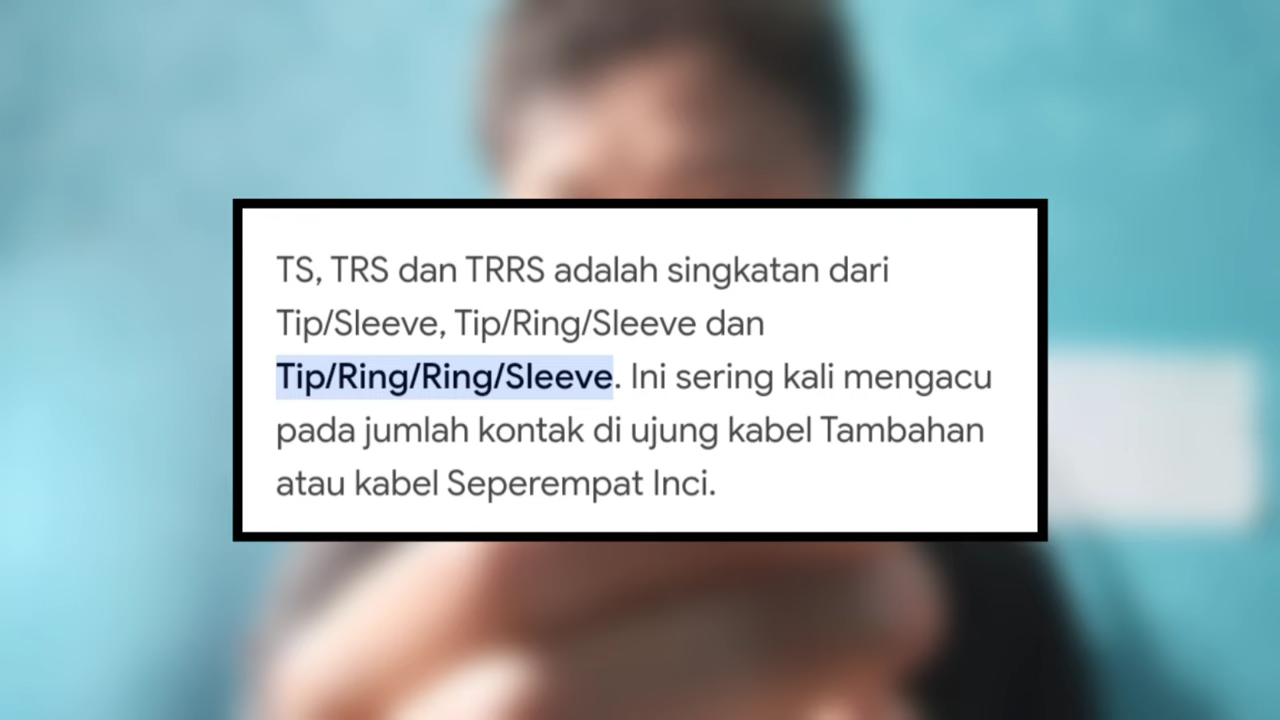 TS, TRS dan TRRS adalah singkatan dari
Tip/Sleeve, Tip/Ring/Sleeve dan
Tip/Ring/Ring/Sleeve. Ini sering kali mengacu
pada jumlah kontak di ujung kabel Tambahan
atau kabel Seperempat Inci.